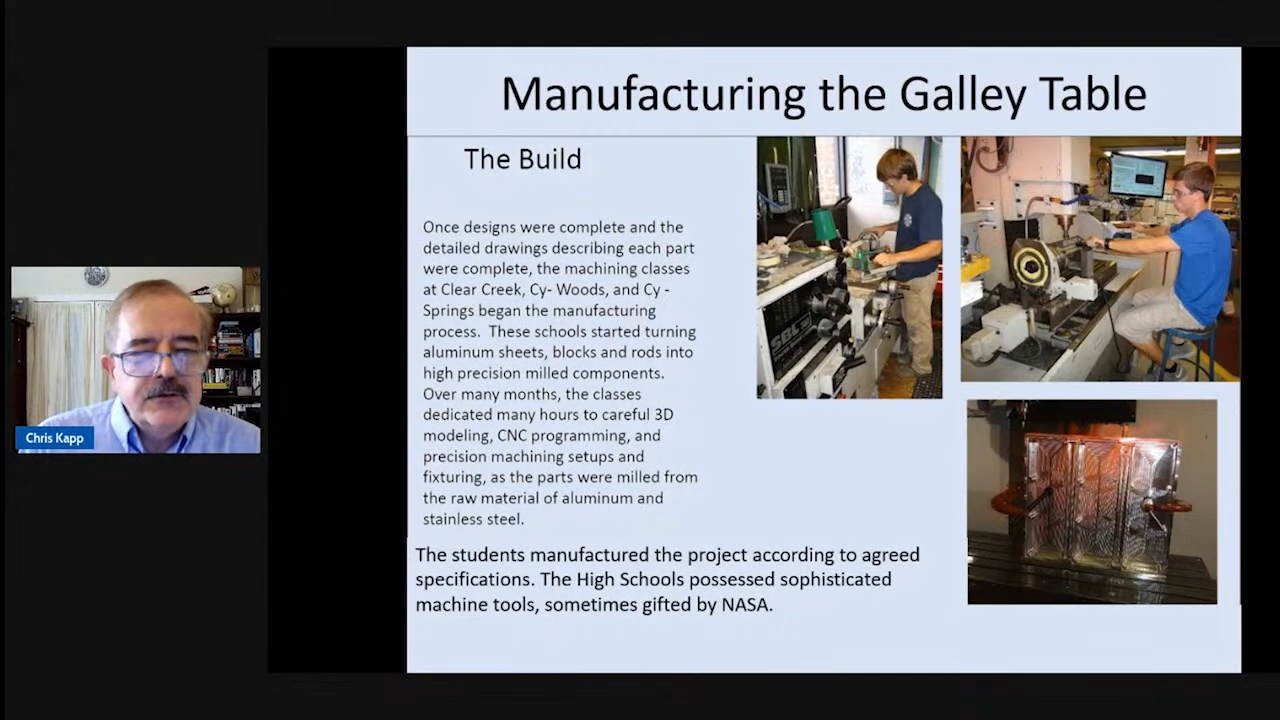 Manufacturing the Galley Table
The Build
Once designs were complete and the
detailed drawings describing each part
were complete, the machining classes
at Clear Creek, Cy- Woods, and Cy -
Springs began the manufacturing
process.  These schools started turning
aluminum sheets, blocks and rods into
high precision milled components.
Over many months, the classes
dedicated many hours to careful 3D
modeling, CNC programming, and
precision machining setups and
fixturing, as the parts were milled from
the raw material of aluminum and
stainless steel.
The students manufactured the project according to agreed
specifications. The High Schools possessed sophisticated
machine tools, sometimes gifted by NASA.
Chris Kapp